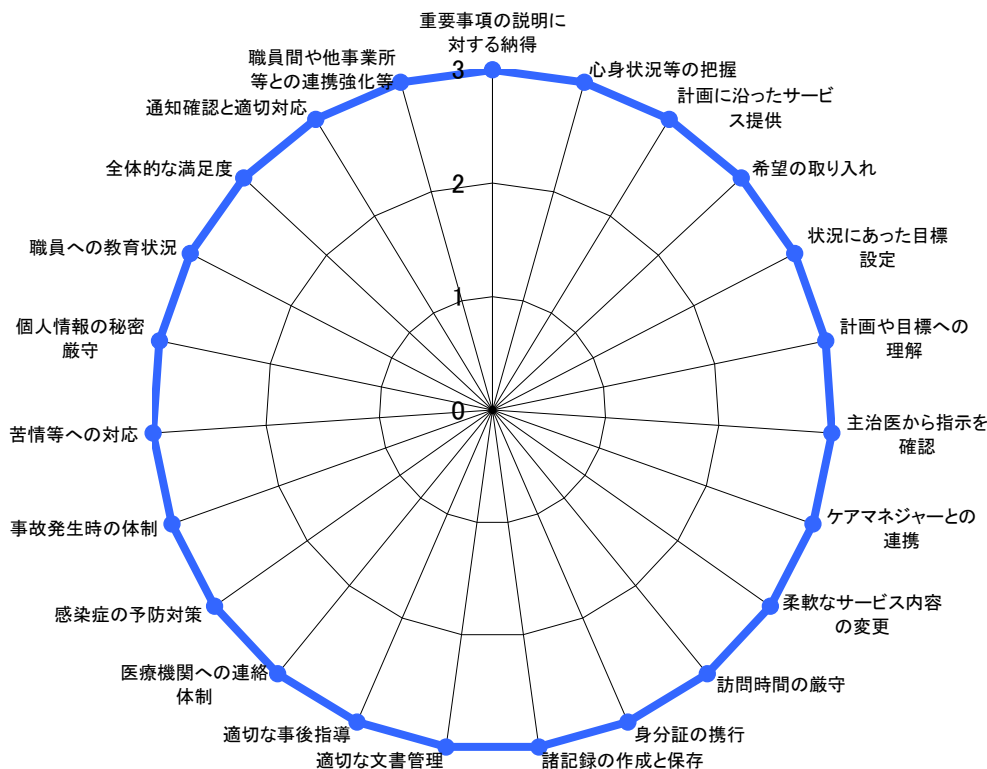 重要事項の説明に
対する納得
心身状況等の把握
計画に沿ったサービ
ス提供
希望の取り入れ
状況にあった目標
設定
計画や目標への
理解
主治医から指示を
確認
ケアマネジャーとの
連携
柔軟なサービス内容
の変更
訪問時間の厳守
身分証の携行
諸記録の作成と保存
適切な文書管理
適切な事後指導
医療機関への連絡
体制
感染症の予防対策
事故発生時の体制
苦情等への対応
個人情報の秘密
厳守
職員への教育状況
全体的な満足度
通知確認と適切対応
職員間や他事業所
等との連携強化等
3
2
1
0